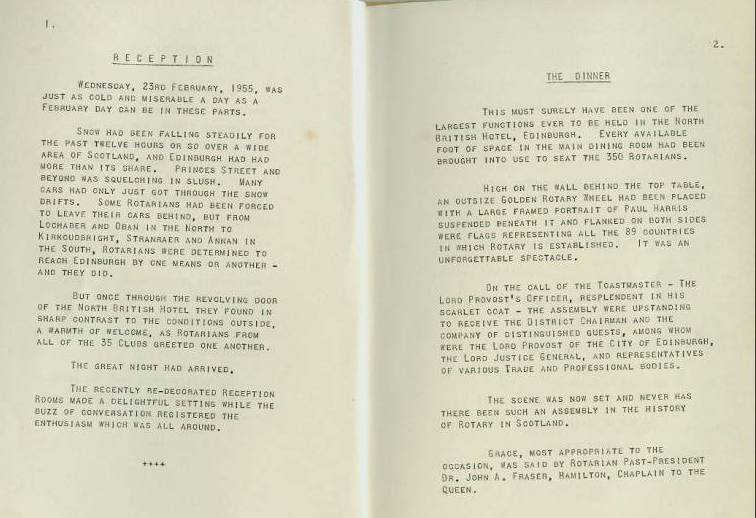 1.
RECEPTION
WEDNESDAY, 23RD FEBRUARY, 1955, WAS
JUST AS COLD AND MISERABLE A DAY AS A
FEBRUARY DAY CAN BE IN THESE PARTS.
SNOW HAD BEEN FALLING STEADILY FOR
THE PAST TWELVE HOURS OR SO OVER A WIDE
AREA OF SCOTLAND, AND EDINBURGH HAD HAD
MORE THAN ITS SHARE. PRINCES STREET AND
BEYOND WAS SQUELCHING IN SLUSH. MANY
CARS HAD ONLY JUST GOT THROUGH THE SNOW
DRIFTS. SOME ROTARIANS HAD BEEN FORCED
TO LEAVE THEIR CARS BEHIND, BUT FROM
LOCHABER AND OBAN IN THE NORTH TO
KIRKCUDBRIGHT, STRANRAER AND ANNAN IN
THE SOUTH, ROTARIANS WERE DETERMINED TO
REACH EDINBURGH BY ONE MEANS OR ANOTHER -
AND THEY DID.
BUT ONCE THROUGH THE REVOLVING DOOR
OF THE NORTH BRITISH HOTEL THEY FOUND IN
SHARP CONTRAST TO THE CONDITIONS OUTSIDE,
A WARMTH OF WELCOME, AS ROTARIANS FROM
ALL OF THE 35 CLUBS GREETED ONE ANOTHER.
THE GREAT NIGHT HAD ARRIVED.
THE RECENTLY RE-DECORATED RECEPTION
ROOMS MADE A DELIGHTFUL SETTING WHILE THE
BUZZ OF CONVERSATION REGISTERED THE
ENTHUSIASM WHICH WAS ALL AROUND.
++++
2.
THE DINNER
THIS MUST SURELY HAVE BEEN ONE OF THE
LARGEST FUNCTIONS EVER TO BE HELD IN THE NORTH
BRITISH HOTEL, EDINBURGH. EVERY AVAILABLE
FOOT OF SPACE IN THE MAIN DINING ROOM HAD BEEN
BROUGHT INTO USE TO SEAT THE 350 ROTARIANS.
HIGH ON THE WALL BEHIND THE TOP TABLE,
AN OUTSIZE GOLDEN ROTARY WHEEL HAD BEEN PLACED
WITH A LARGE FRAMED PORTRAIT OF PAUL HARRIS
SUSPENDED BENEATH IT AND FLANKED ON BOTH SIDES
WERE FLAGS REPRESENTING ALL THE 89 COUNTRIES
IN WHICH ROTARY IS ESTABLISHED. IT WAS AN
UNFORGETTABLE SPECTACLE.
ON THE CALL OF THE TOASTMASTER - THE
LORD PROVOST'S OFFICER, RESPLENDENT IN HIS
SCARLET COAT - THE ASSEMBLY WERE UPSTANDING
TO RECEIVE THE DISTRICT CHAIRMAN AND THE
COMPANY OF DISTINGUISHED GUESTS, AMONG WHOM
WERE THE LORD PROVOST OF THE CITY OF EDINBURGH,
THE LORD JUSTICE GENERAL, AND REPRESENTATIVES
OF VARIOUS TRADE AND PROFESSIONAL BODIES.
THE SCENE WAS NOW SET AND NEVER HAS
THERE BEEN SUCH AN ASSEMBLY IN THE HISTORY
OF ROTARY IN SCOTLAND.
GRACE, MOST APPROPRIATE TO THE
OCCASION, WAS SAID BY ROTARIAN PAST-PRESIDENT
DR. JOHN A. FRASER, HAMILTON, CHAPLAIN TO THE
QUEEN.